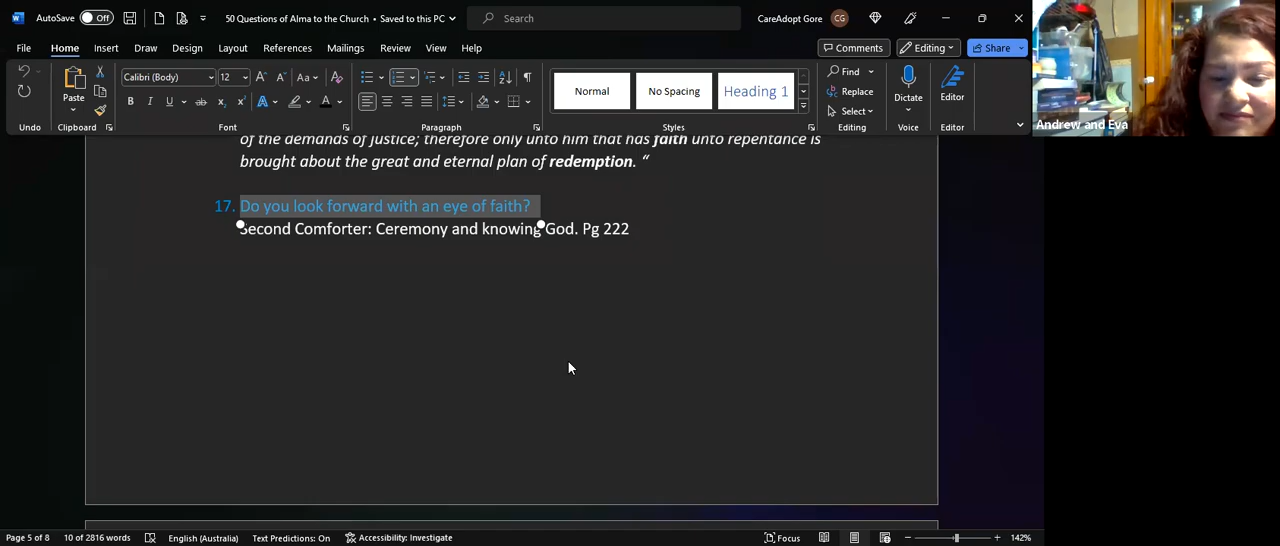 50 Questions of Alma to the Church • Saved to this PC
AutoSave Off
Search
CareAdopt Gore CG
File Home Insert Draw Design Layout References Mailings Review View Help
Comments Editing Share
Calibri (Body) 12
Paste
Normal No Spacing Heading 1
Find
Replace
Select
Dictate
Editor
Undo Clipboard Font Paragraph Styles Editing Voice Editor
Andrew and Eva
of the demands of justice; therefore only unto him that has faith unto repentance is
brought about the great and eternal plan of redemption. “
17. Do you look forward with an eye of faith?
Second Comforter: Ceremony and knowing God. Pg 222
Page 5 of 8 10 of 2816 words English (Australia) Text Predictions: On Accessibility: Investigate Focus 142%